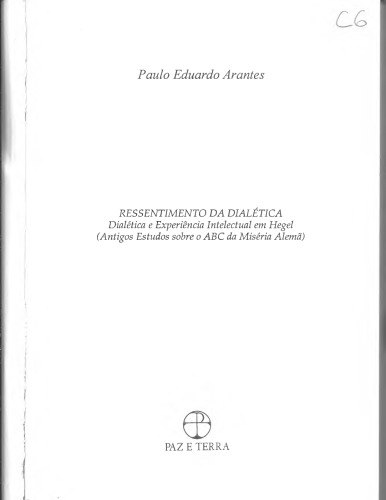 C6
Paulo Eduardo Arantes
RESSENTIMENTO DA DIALÉTICA
Dialética e Experiência Intelectual em Hegel
(Antigos Estudos sobre o ABC da Miséria Alemã)
PAZ E TERRA